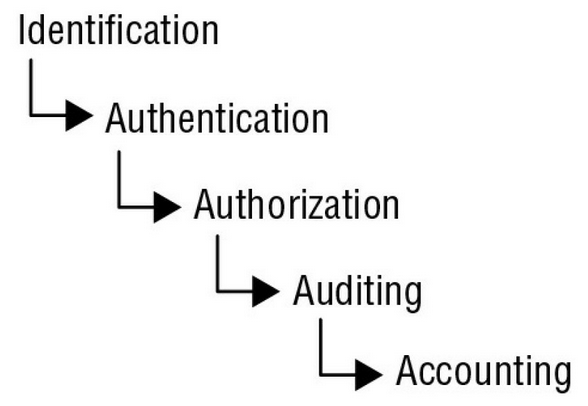 Identification
Authentication
Authorization
Auditing
Accounting